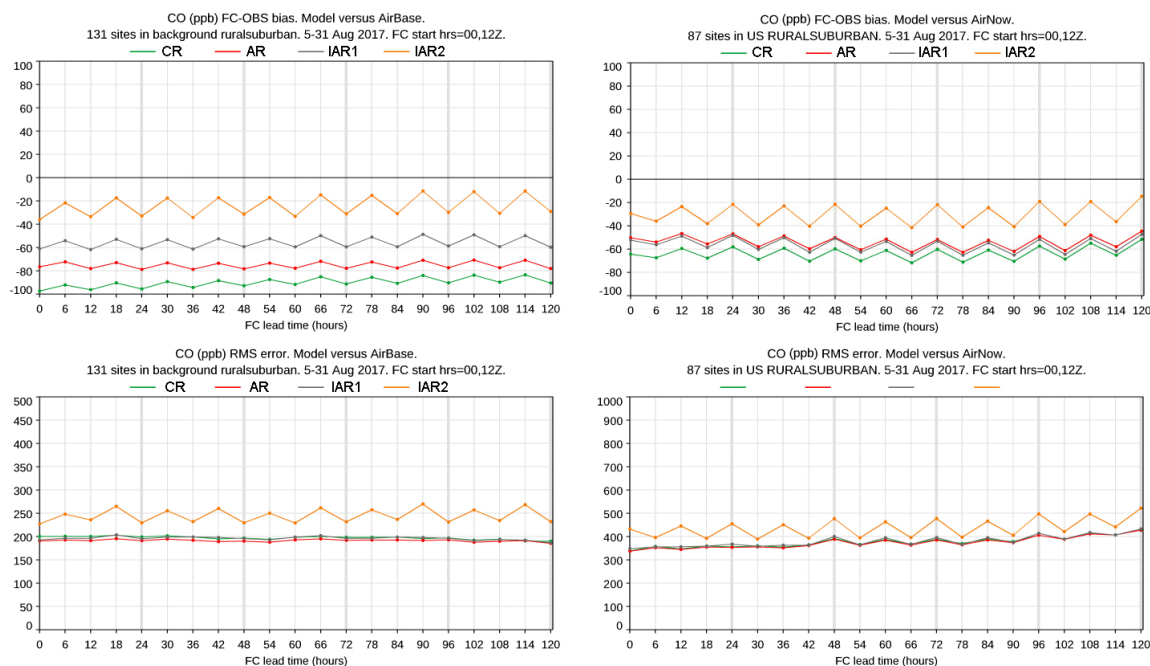 CO (ppb) FC-OBS bias. Model versus AirBase.
131 sites in background ruralsuburban. 5-31 Aug 2017. FC start hrs=00,12Z.
CR AR IAR1 IAR2
100
80
60
40
20
0
-20
-40
-60
-80
-100
0 6 12 18 24 30 36 42 48 54 60 66 72 78 84 90 96 102 108 114 120
FC lead time (hours)
CO (ppb) FC-OBS bias. Model versus AirNow.
87 sites in US RURALSUBURBAN. 5-31 Aug 2017. FC start hrs=00,12Z.
CR AR IAR1 IAR2
100
80
60
40
20
0
-20
-40
-60
-80
-100
0 6 12 18 24 30 36 42 48 54 60 66 72 78 84 90 96 102 108 114 120
FC lead time (hours)
CO (ppb) RMS error. Model versus AirBase.
131 sites in background ruralsuburban. 5-31 Aug 2017. FC start hrs=00,12Z.
CR AR IAR1 IAR2
500
450
400
350
300
250
200
150
100
50
0
0 6 12 18 24 30 36 42 48 54 60 66 72 78 84 90 96 102 108 114 120
FC lead time (hours)
CO (ppb) RMS error. Model versus AirNow.
87 sites in US RURALSUBURBAN. 5-31 Aug 2017. FC start hrs=00,12Z.
1000
900
800
700
600
500
400
300
200
100
0
0 6 12 18 24 30 36 42 48 54 60 66 72 78 84 90 96 102 108 114 120
FC lead time (hours)